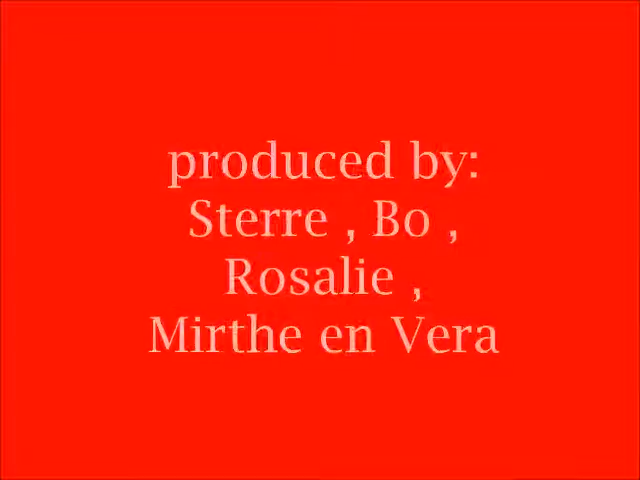 produced by:
Sterre , Bo ,
Rosalie ,
Mirthe en Vera